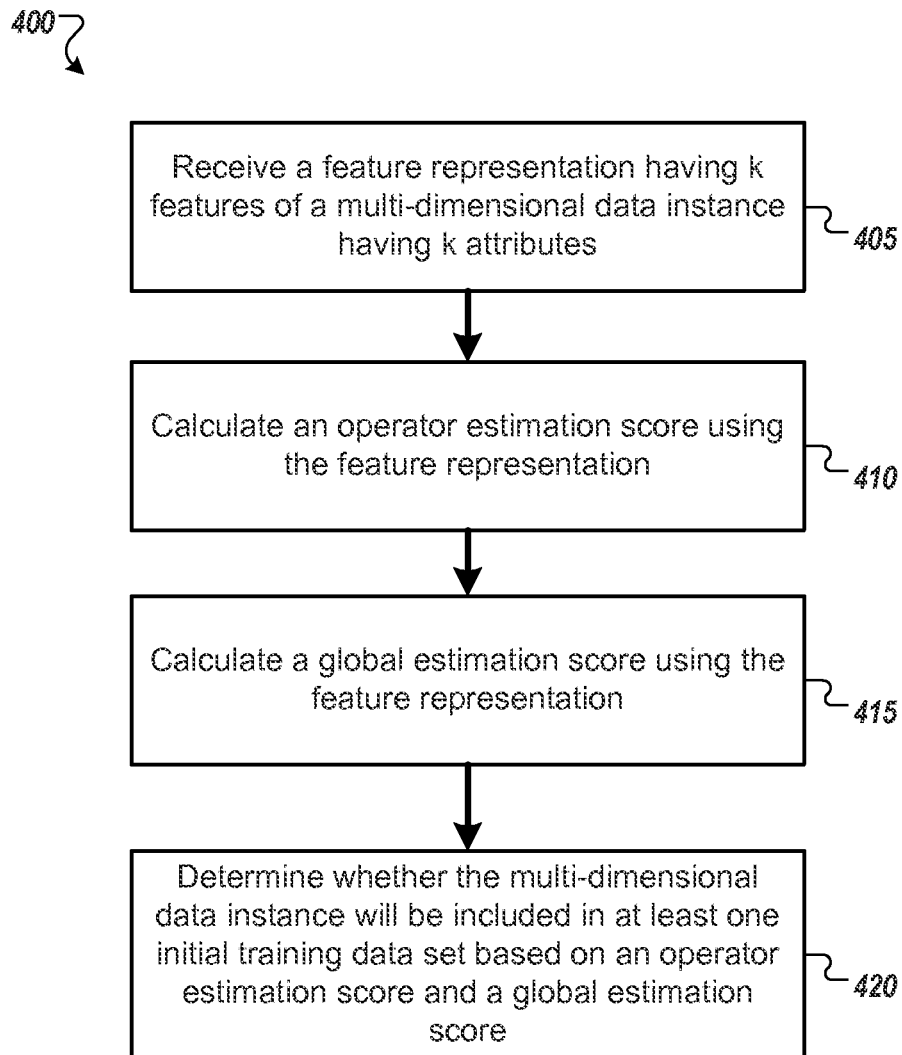 400
Receive a feature representation having k
features of a multi-dimensional data instance
having k attributes
405
Calculate an operator estimation score using
the feature representation
410
Calculate a global estimation score using the
feature representation
415
Determine whether the multi-dimensional
data instance will be included in at least one
initial training data set based on an operator
estimation score and a global estimation
score
420